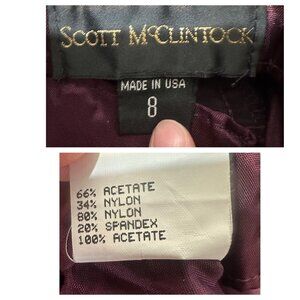 SCOTT MCCLINTOCK
MADE IN USA
8
66% ACETATE
34% NYLON
80% NYLON
20% SPANDEX
100% ACETATE